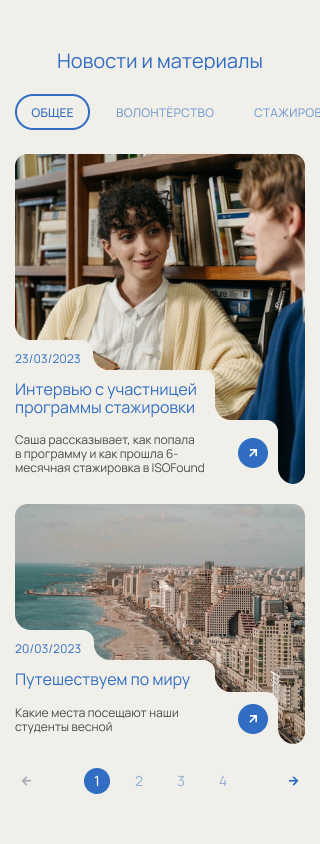 Новости и материалы
ОБЩЕЕ ВОЛОНТЁРСТВО СТАЖИРОВ
23/03/2023
Интервью с участницей
программы стажировки
Саша рассказывает, как попала
в программу и как прошла 6-
месячная стажировка в ISOFound
20/03/2023
Путешествуем по миру
Какие места посещают наши
студенты весной
1 2 3 4